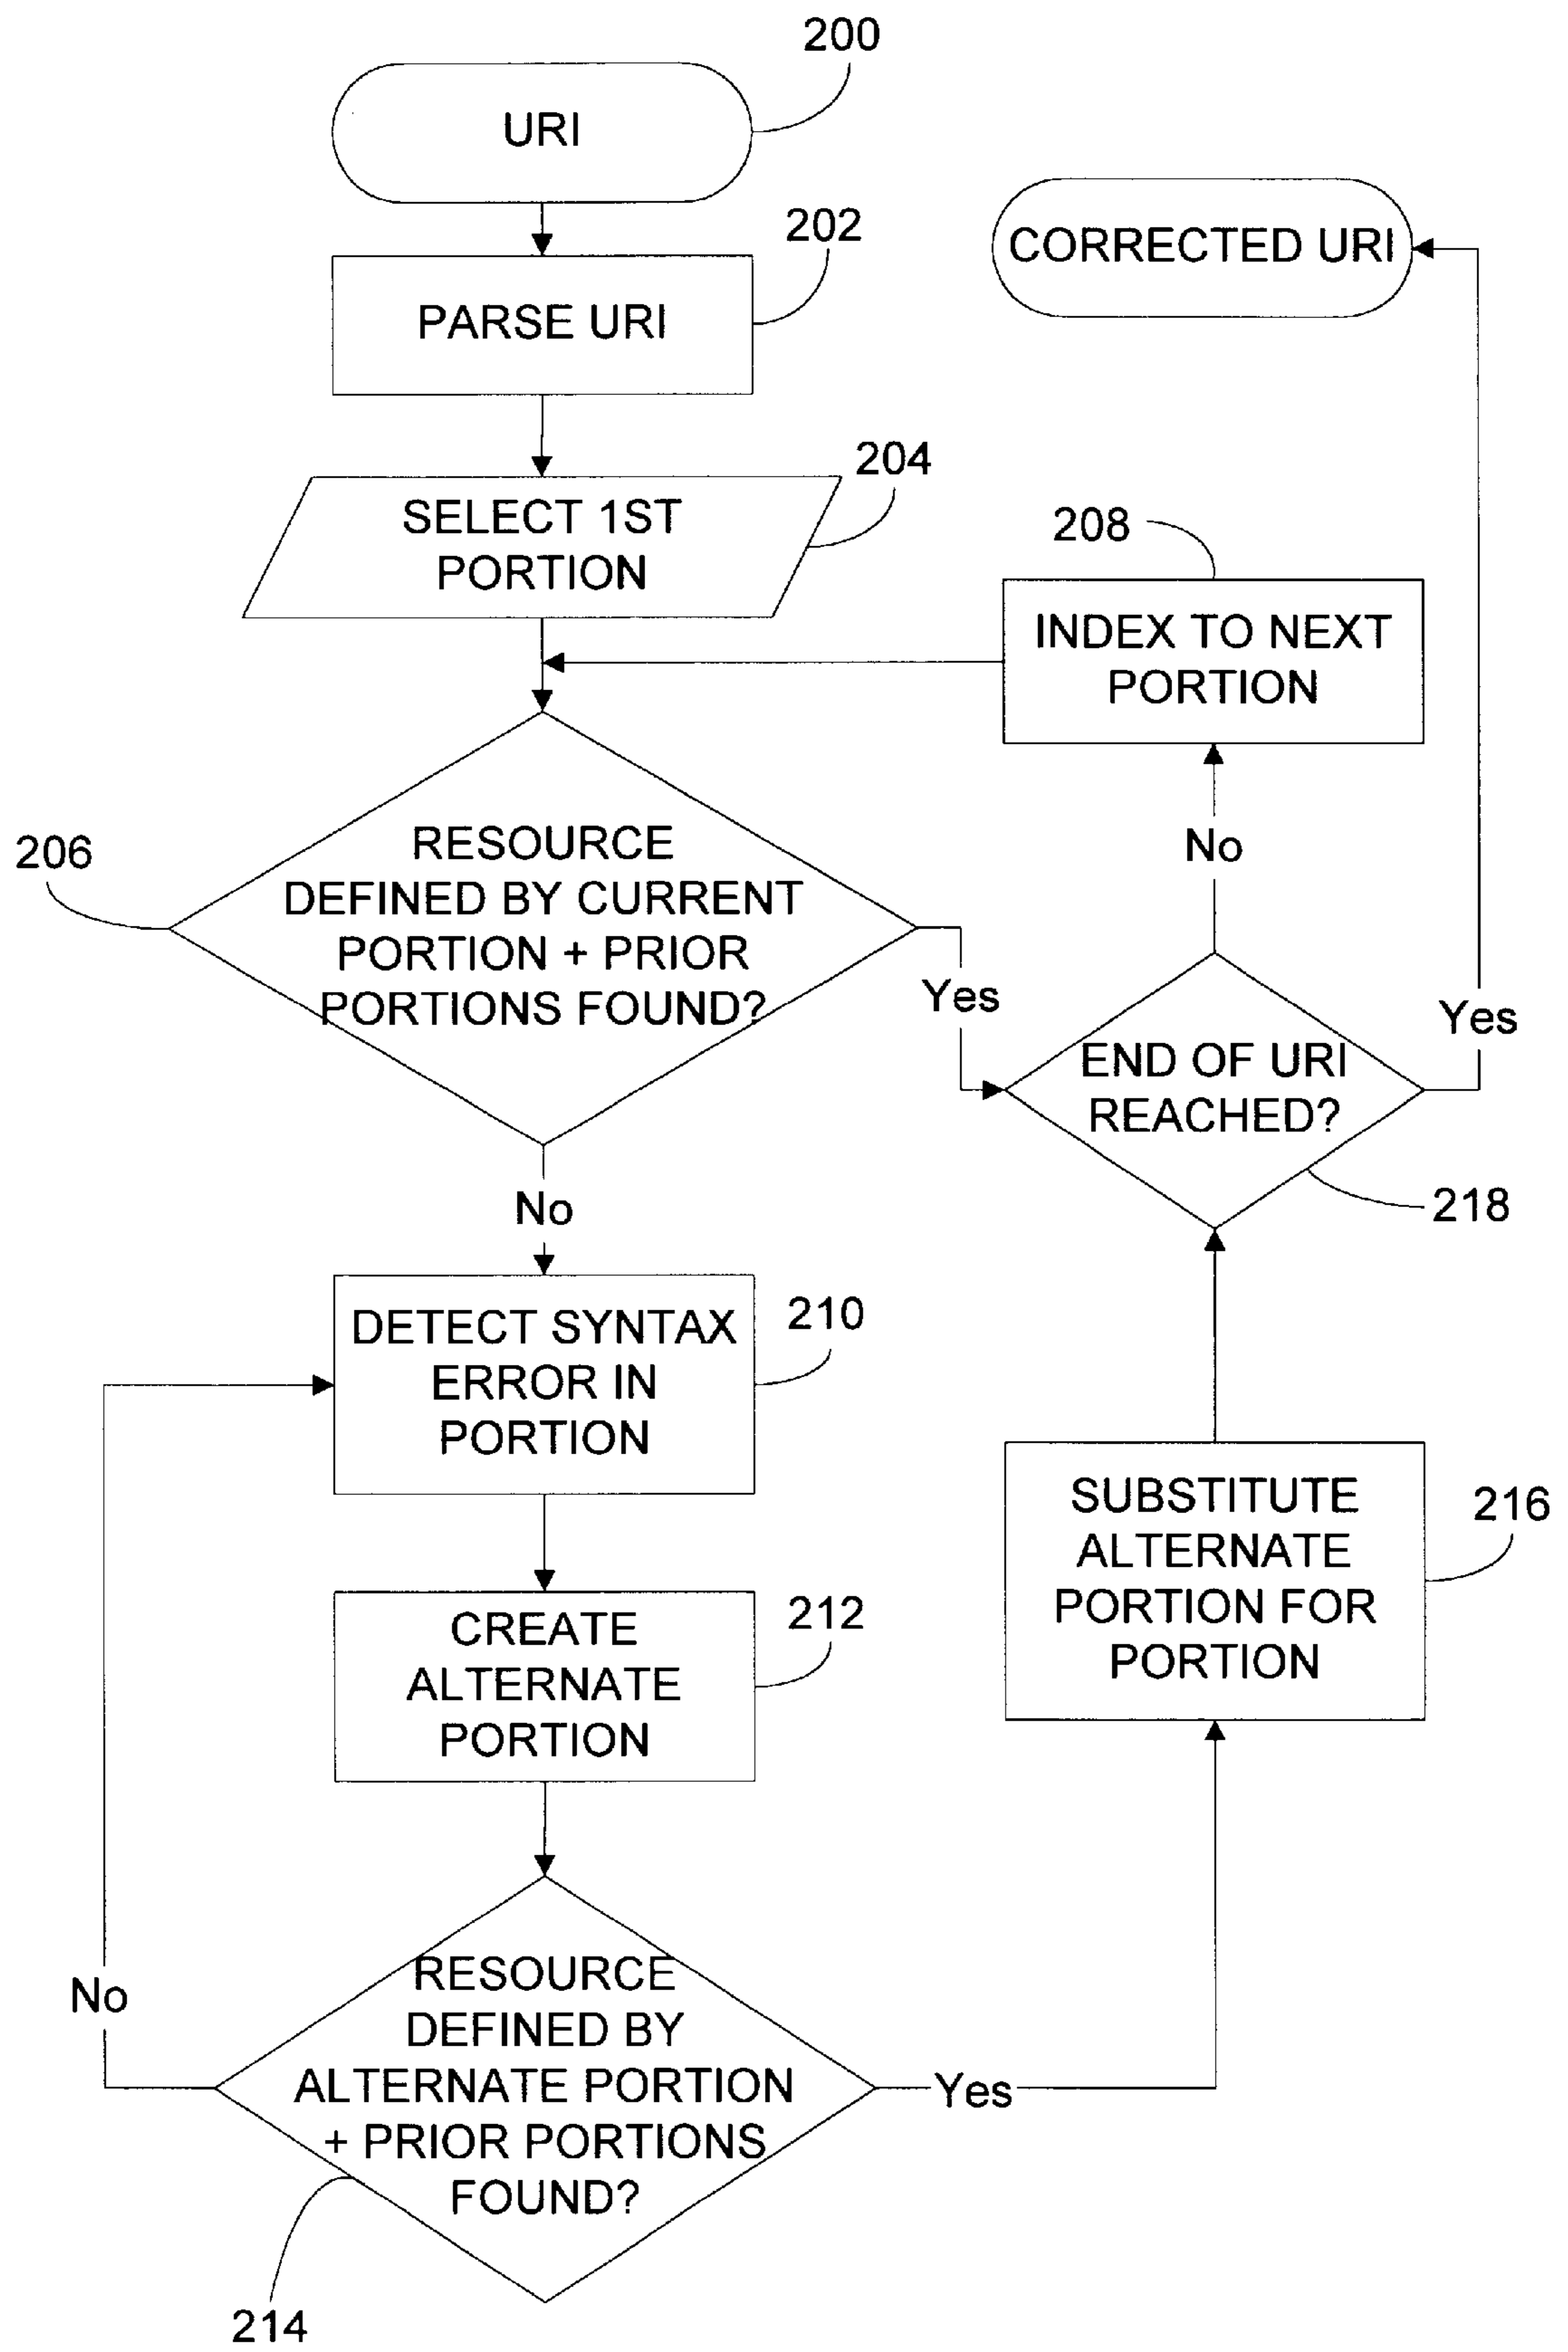 200
URI
202
CORRECTED URI
PARSE URI
204
SELECT 1ST
PORTION
208
INDEX TO NEXT
PORTION
206
RESOURCE
DEFINED BY CURRENT
PORTION + PRIOR
PORTIONS FOUND?
No
Yes
Yes
END OF URI
REACHED?
218
No
DETECT SYNTAX
ERROR IN
PORTION
210
SUBSTITUTE
ALTERNATE
PORTION FOR
PORTION
216
CREATE
ALTERNATE
PORTION
212
No
RESOURCE
DEFINED BY
ALTERNATE PORTION
+ PRIOR PORTIONS
FOUND?
Yes
214